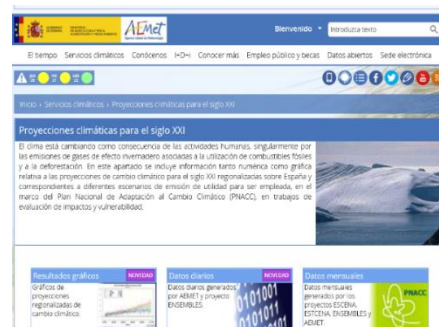 AEMet
Bienvenido
Introduzca texto
El tiempo Servicios climáticos Conócenos I+D+i Conocer más Empleo público y becas Datos abiertos Sede electrónica
Inicio › Servicios climáticos › Proyecciones climáticas para el siglo XXI
Proyecciones climáticas para el siglo XXI
El clima está cambiando como consecuencia de las actividades humanas, singularmente por
las emisiones de gases de efecto invernadero asociadas a la utilización de combustibles fósiles
y a la deforestación. En este apartado se incluye información tanto numérica como gráfica
relativa a las proyecciones de cambio climático para el siglo XXI regionalizadas sobre España y
correspondientes a diferentes escenarios de emisión de utilidad para ser empleada, en el
marco del Plan Nacional de Adaptación al Cambio Climático (PNACC), en trabajos de
evaluación de impactos y vulnerabilidad.
Resultados gráficos NOVEDAD
Gráficos de
proyecciones
regionalizadas de
cambio climático.
Datos diarios NOVEDAD
Datos diarios generados
por AEMET y proyecto
ENSEMBLES.
Datos mensuales
Datos mensuales
generados por los
proyectos ESCENA,
ESTCENA, ENSEMBLES y
AEMET.
PNACC